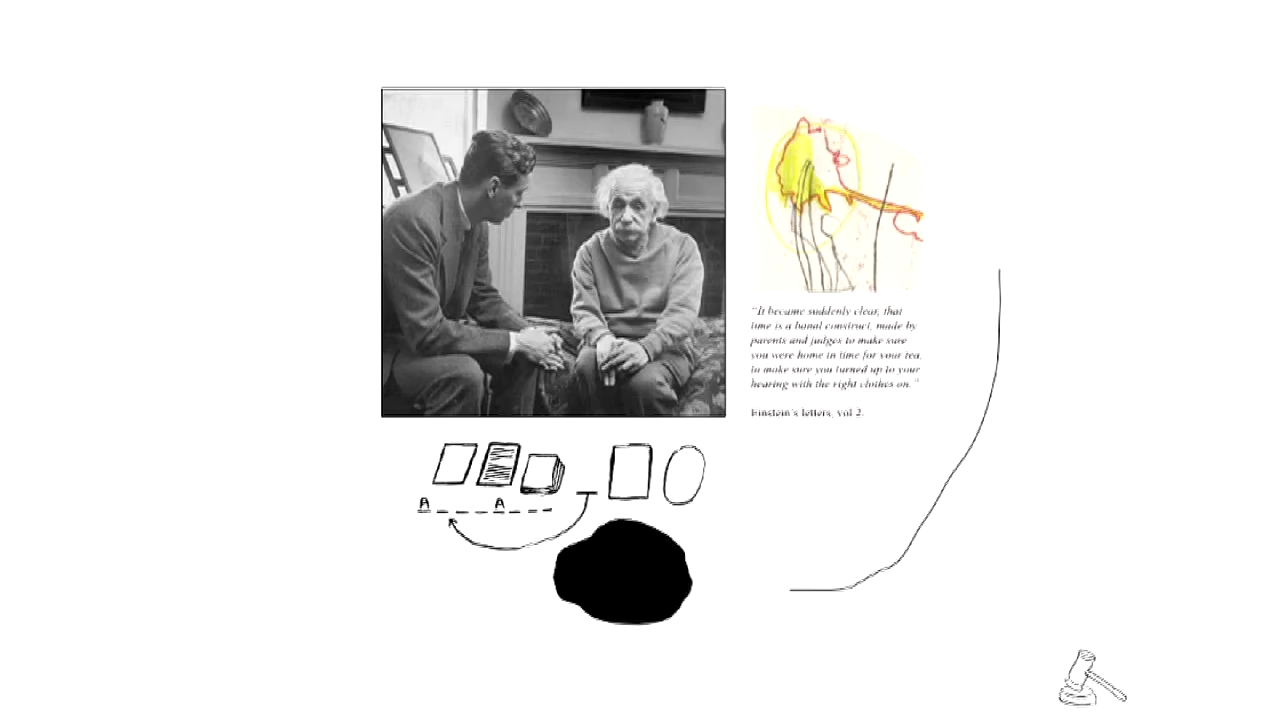 "It became suddenly clear, that
time is a banal construct, made by
parents and judges to make sure
you were home in time for your tea,
to make sure you turned up to your
hearing with the right clothes on."
Einstein's letters, vol 2.
A _ _ _ _ A _ _ _